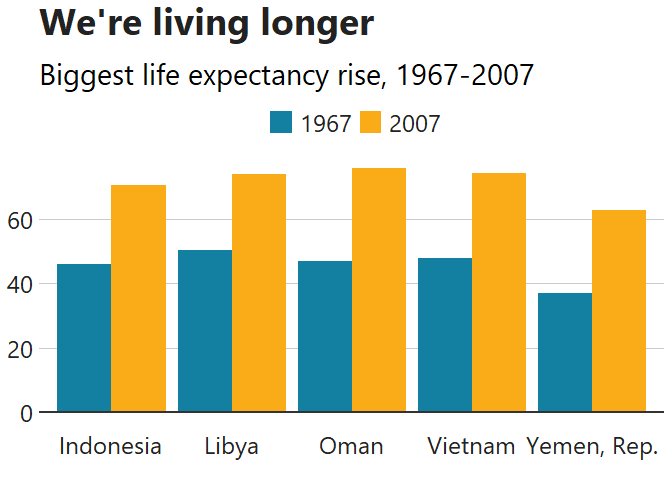 We're living longer
Biggest life expectancy rise, 1967-2007
1967 2007
60
40
20
0
Indonesia Libya Oman Vietnam Yemen, Rep.